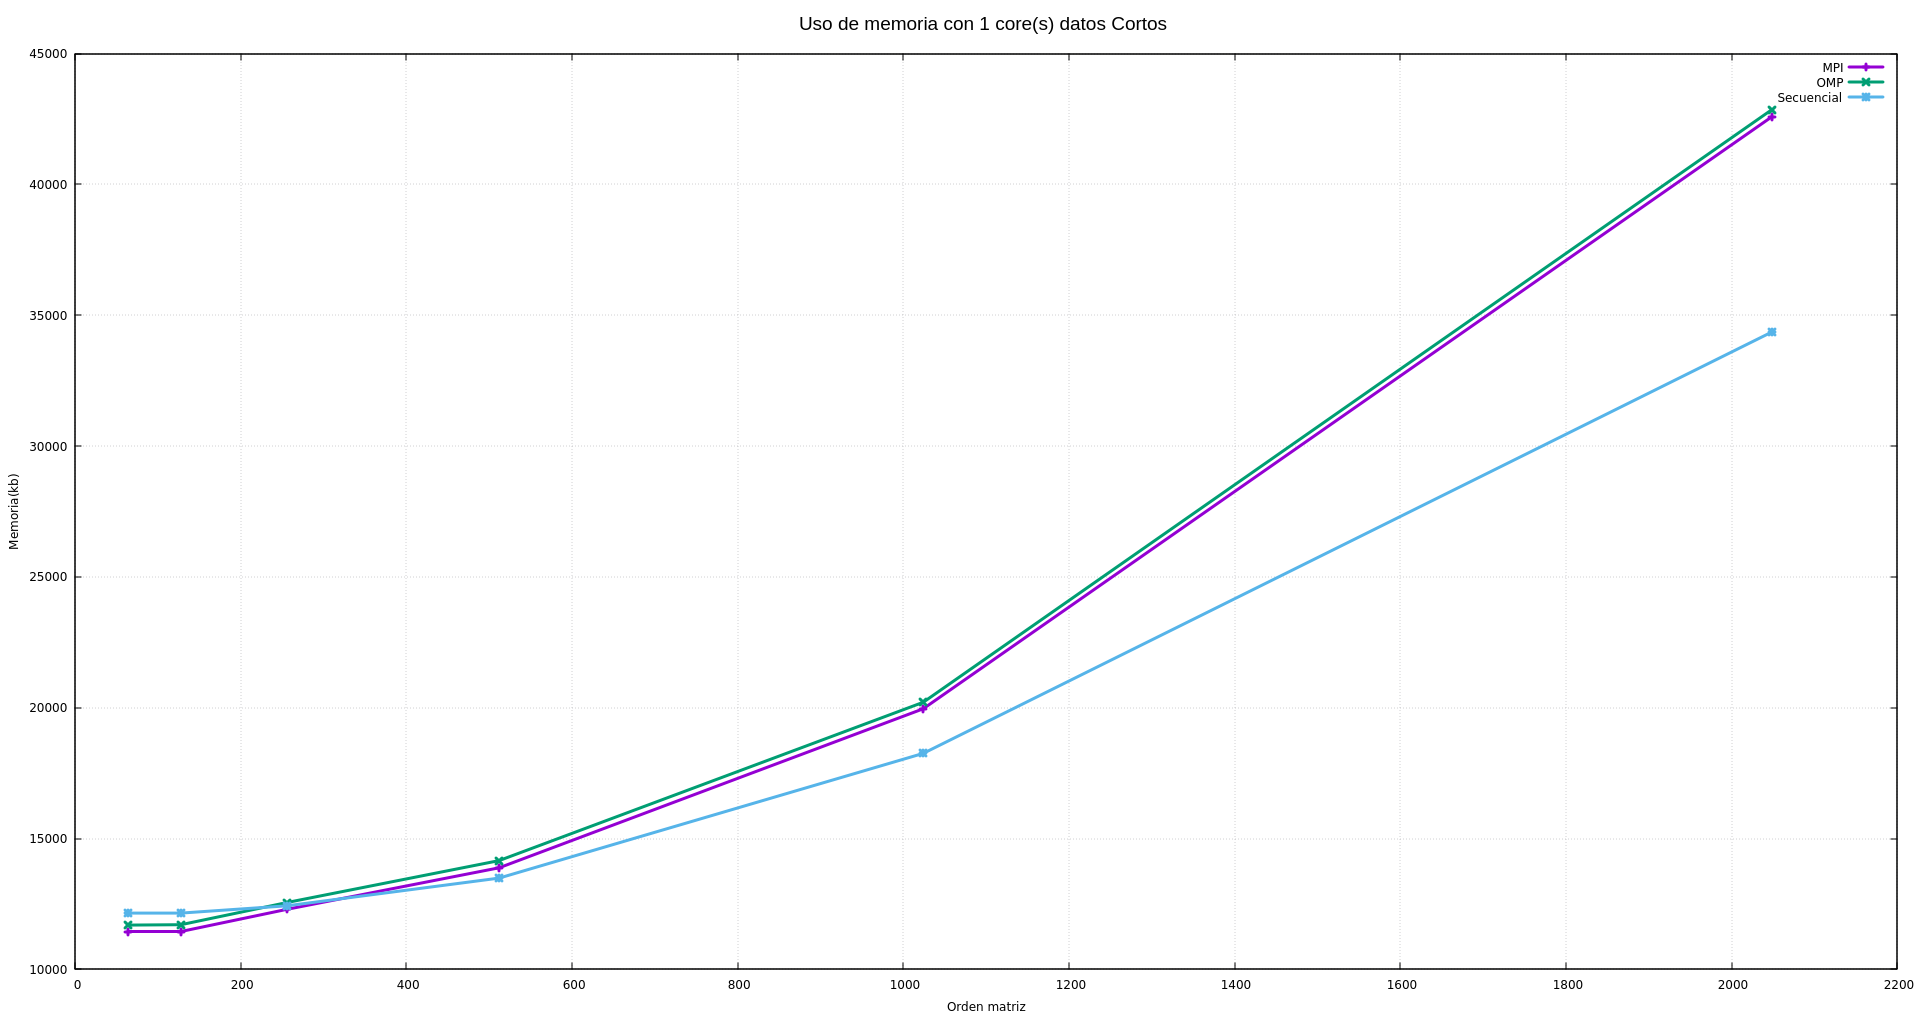 Uso de memoria con 1 core(s) datos Cortos
45000
40000
35000
30000
25000
20000
15000
10000
Memoria(kb)
MPI
OMP
Secuencial
0 200 400 600 800 1000 1200 1400 1600 1800 2000 2200
Orden matriz